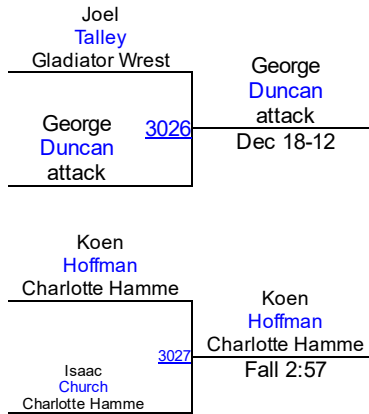 Joel
Talley
Gladiator Wrest
George
Duncan
attack
3026
George
Duncan
attack
Dec 18-12
Koen
Hoffman
Charlotte Hamme
Isaac
Church
Charlotte Hamme
3027
Koen
Hoffman
Charlotte Hamme
Fall 2:57